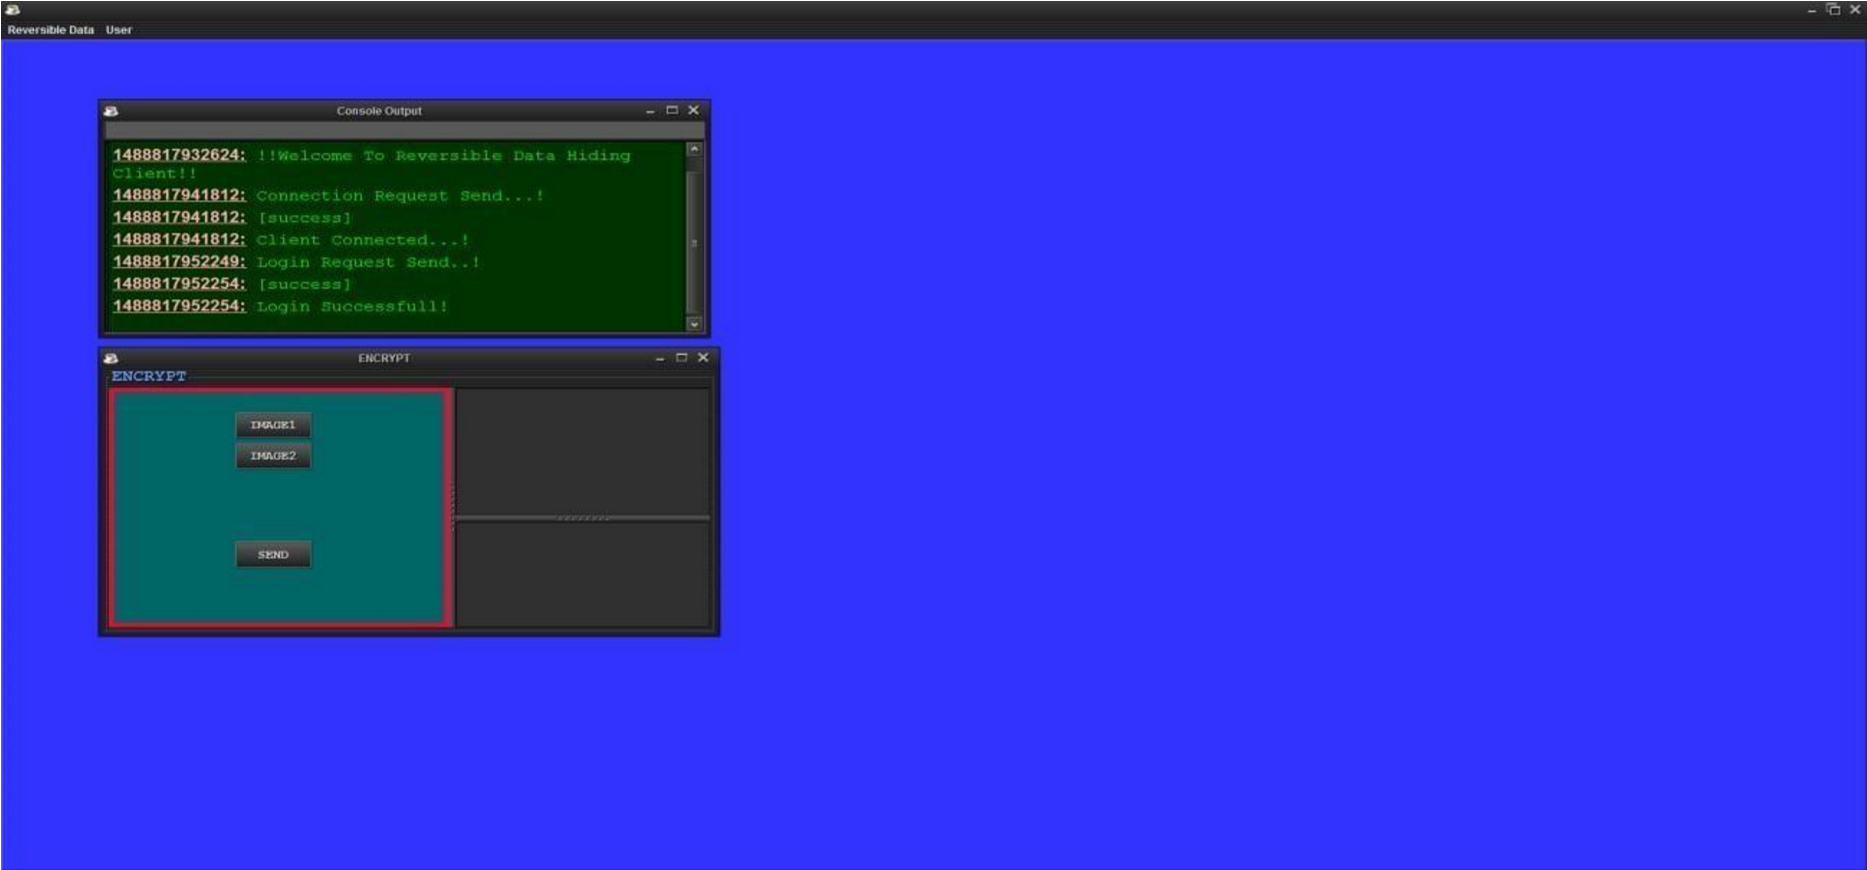 Reversible Data User
Console Output
1488817932624: !!Welcome To Reversible Data Hiding
Client!!
1488817941812: Connection Request Send...!
1488817941812: [success]
1488817941812: Client Connected...!
1488817952249: Login Request Send..!
1488817952254: [success]
1488817952254: Login Successfull!
ENCRYPT
ENCRYPT
IMAGE1
IMAGE2
SEND